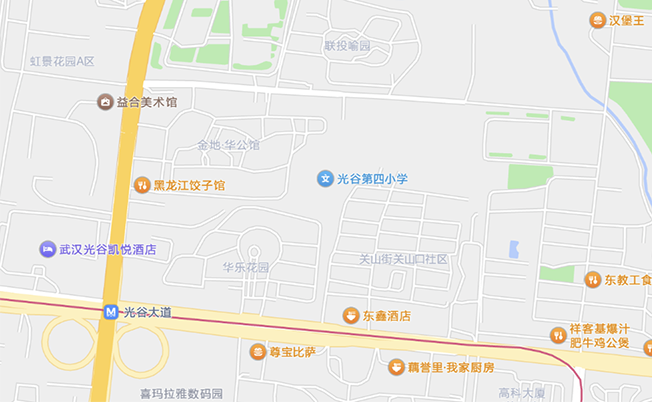 汉堡王
联投喻园
虹景花园A区
益合美术馆
金地·华公馆
光谷第四小学
黑龙江饺子馆
武汉光谷凯悦酒店
关山街关山口社区
华乐花园
东教工食
光谷大道
东鑫酒店
祥客基爆汁
肥牛鸡公煲
尊宝比萨
藕誉里·我家厨房
喜玛拉雅数码园
高科大厦